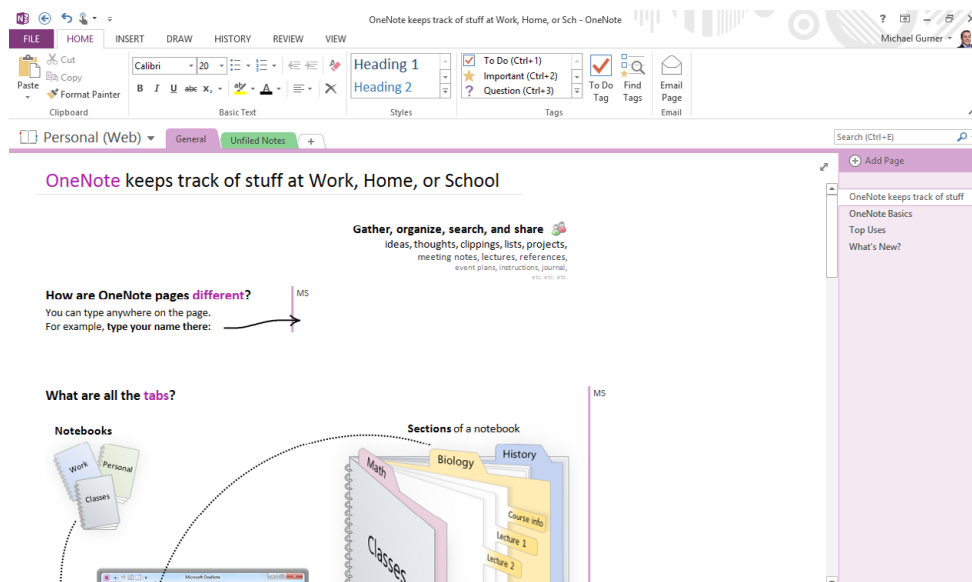 OneNote keeps track of stuff at Work, Home, or Sch - OneNote
FILE HOME INSERT DRAW HISTORY REVIEW VIEW
Michael Gurner
Paste
Cut
Copy
Format Painter
Clipboard
Calibri 20
B I U abc X₂ ab A
Basic Text
Heading 1
Heading 2
Styles
To Do (Ctrl+1)
Important (Ctrl+2)
? Question (Ctrl+3)
Tags
To Do Tag
Find Tags
Email Page
Email
Personal (Web) General Unfiled Notes +
Search (Ctrl+E)
Add Page
OneNote keeps track of stuff
OneNote Basics
Top Uses
What's New?
OneNote keeps track of stuff at Work, Home, or School
Gather, organize, search, and share
ideas, thoughts, clippings, lists, projects,
meeting notes, lectures, references,
event plans, instructions, journal,
etc. etc. etc.
How are OneNote pages different?
MS
You can type anywhere on the page.
For example, type your name there:
What are all the tabs?
MS
Notebooks
Work
Personal
Classes
Sections of a notebook
Math
Biology
History
Classes
Course info
Lecture 1
Lecture 2
Microsoft OneNote